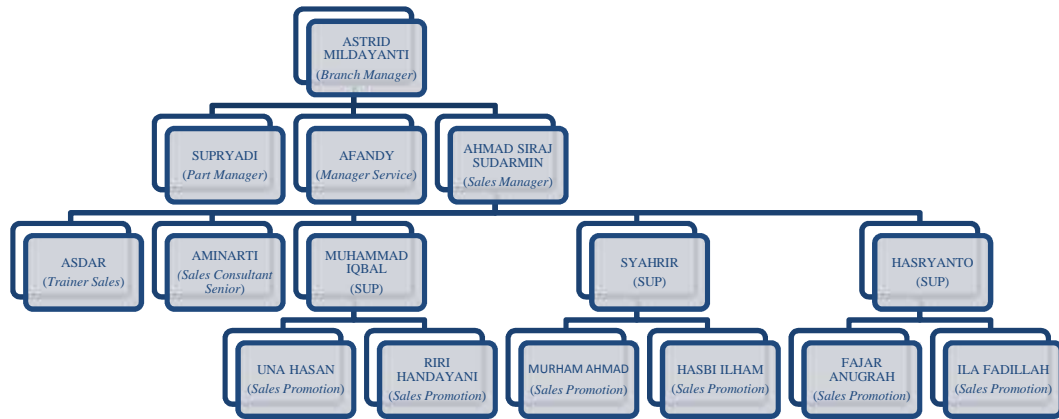 ASTRID
MILDAYANTI
(Branch Manager)
SUPRYADI
(Part Manager)
AFANDY
(Manager Service)
AHMAD SIRAJ
SUDARMIN
(Sales Manager)
ASDAR
(Trainer Sales)
AMINARTI
(Sales Consultant
Senior)
MUHAMMAD
IQBAL
(SUP)
SYAHRIR
(SUP)
HASRYANTO
(SUP)
UNA HASAN
(Sales Promotion)
RIRI
HANDAYANI
(Sales Promotion)
MURHAM AHMAD
(Sales Promotion)
HASBI ILHAM
(Sales Promotion)
FAJAR
ANUGRAH
(Sales Promotion)
ILA FADILLAH
(Sales Promotion)